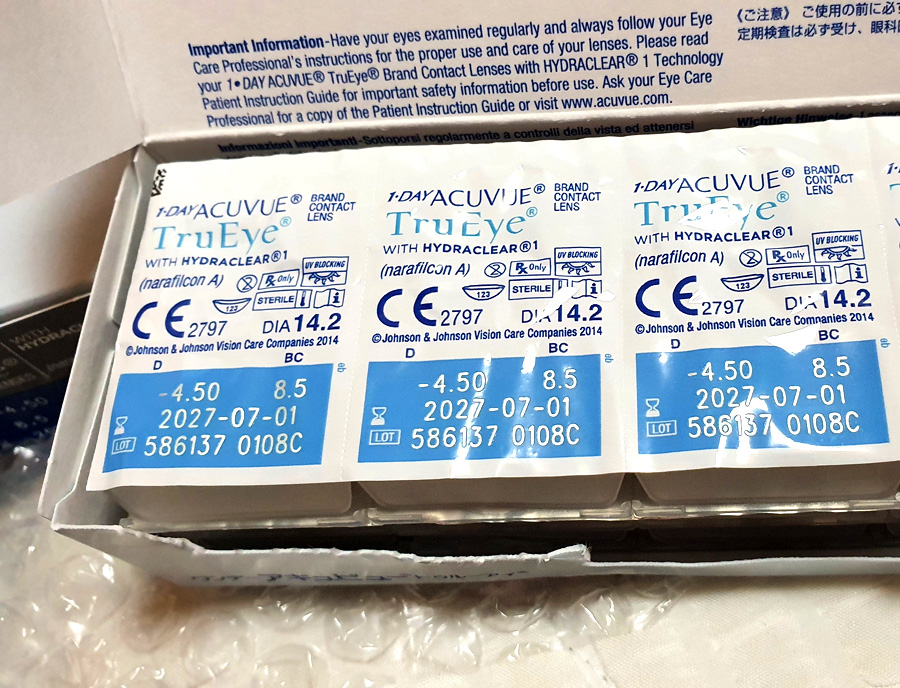 Important Information-Have your eyes examined regularly and always follow your Eye
Care Professional's instructions for the proper use and care of your lenses. Please read
your 1•DAY ACUVUE® TruEye® Brand Contact Lenses with HYDRACLEAR® 1 Technology
Patient Instruction Guide for important safety information before use. Ask your Eye Care
Professional for a copy of the Patient Instruction Guide or visit www.acuvue.com.
《ご注意》 ご使用の前に必ず
定期検査は必ず受け、眼科
Informazioni Importanti-Sottoporsi regolarmente a controlli della vista ed attenersi
Wichtige Hinweise
1•DAY ACUVUE® BRAND
CONTACT
LENS
TruEye®
WITH HYDRACLEAR®1
(narafilcon A) Rx Only UV BLOCKING
123 STERILE i
CE 2797 DIA 14.2
©Johnson & Johnson Vision Care Companies 2014
D BC
-4.50 8.5
2027-07-01
LOT 586137 0108C
1•DAY ACUVUE® BRAND
CONTACT
LENS
TruEye®
WITH HYDRACLEAR®1
(narafilcon A) Rx Only UV BLOCKING
123 STERILE i
CE 2797 DIA 14.2
©Johnson & Johnson Vision Care Companies 2014
D BC
-4.50 8.5
2027-07-01
LOT 586137 0108C
1•DAY ACUVUE® BRAND
CONTACT
LENS
TruEye®
WITH HYDRACLEAR®1
(narafilcon A) Rx Only UV BLOCKING
123 STERILE i
CE 2797 DIA 14.2
©Johnson & Johnson Vision Care Companies 2014
D BC
-4.50 8.5
2027-07-01
LOT 586137 0108C
WITH
HYDRACL
-4.50